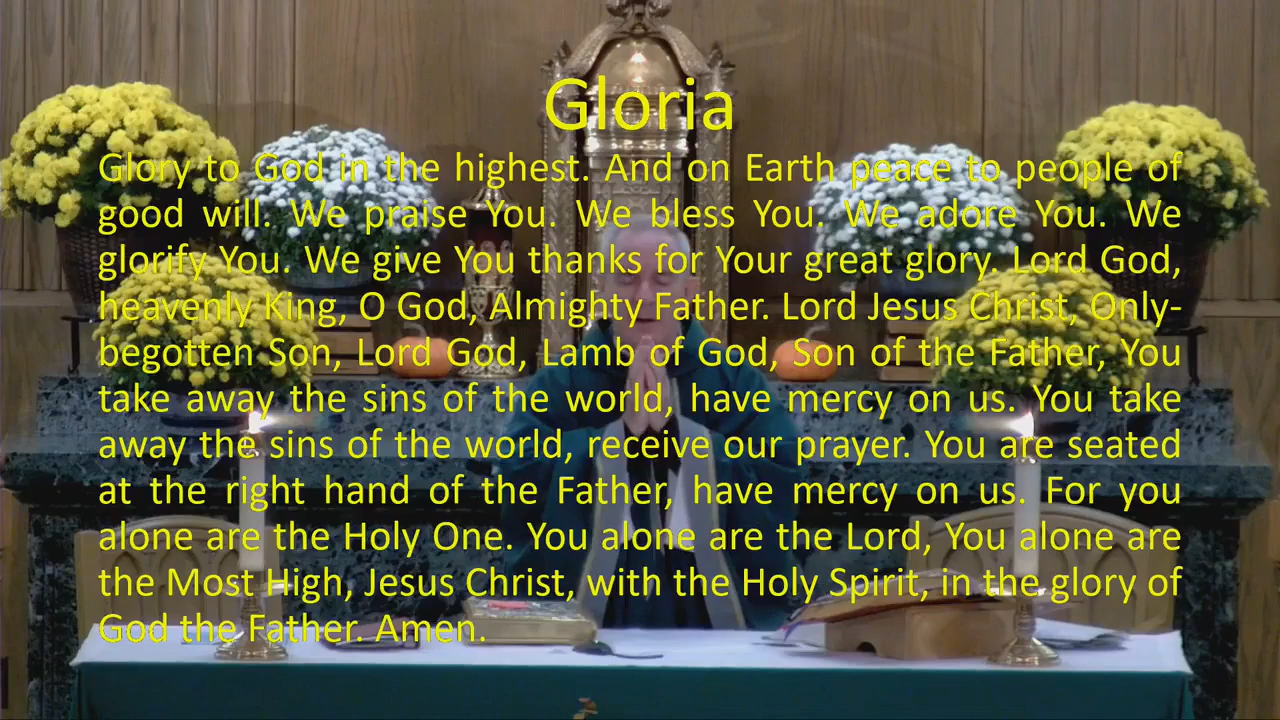 Gloria
Glory to God in the highest. And on Earth peace to people of
good will. We praise You. We bless You. We adore You. We
glorify You. We give You thanks for Your great glory. Lord God,
heavenly King, O God, Almighty Father. Lord Jesus Christ, Only-
begotten Son, Lord God, Lamb of God, Son of the Father, You
take away the sins of the world, have mercy on us. You take
away the sins of the world, receive our prayer. You are seated
at the right hand of the Father, have mercy on us. For you
alone are the Holy One. You alone are the Lord, You alone are
the Most High, Jesus Christ, with the Holy Spirit, in the glory of
God the Father. Amen.